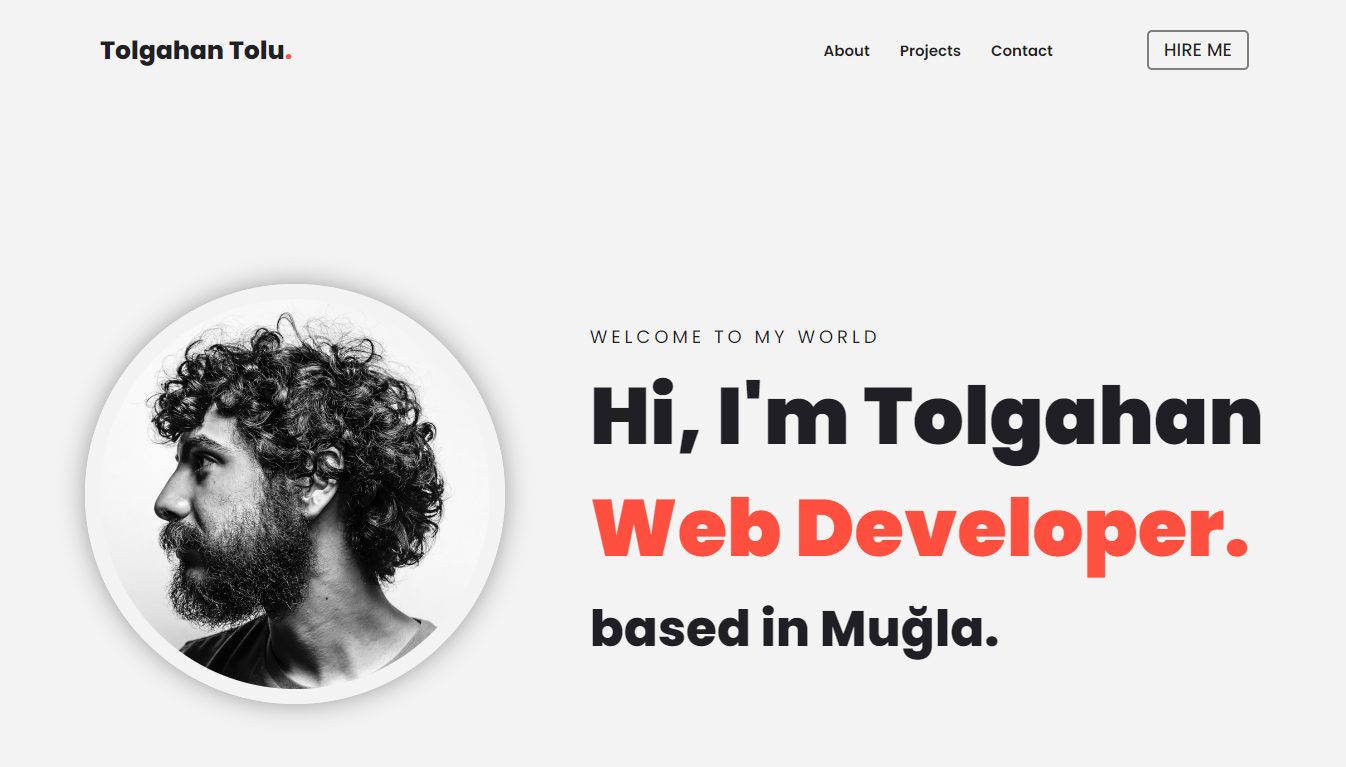 Tolgahan Tolu.
About
Projects
Contact
HIRE ME
WELCOME TO MY WORLD
Hi, I'm Tolgahan
Web Developer.
based in Muğla.